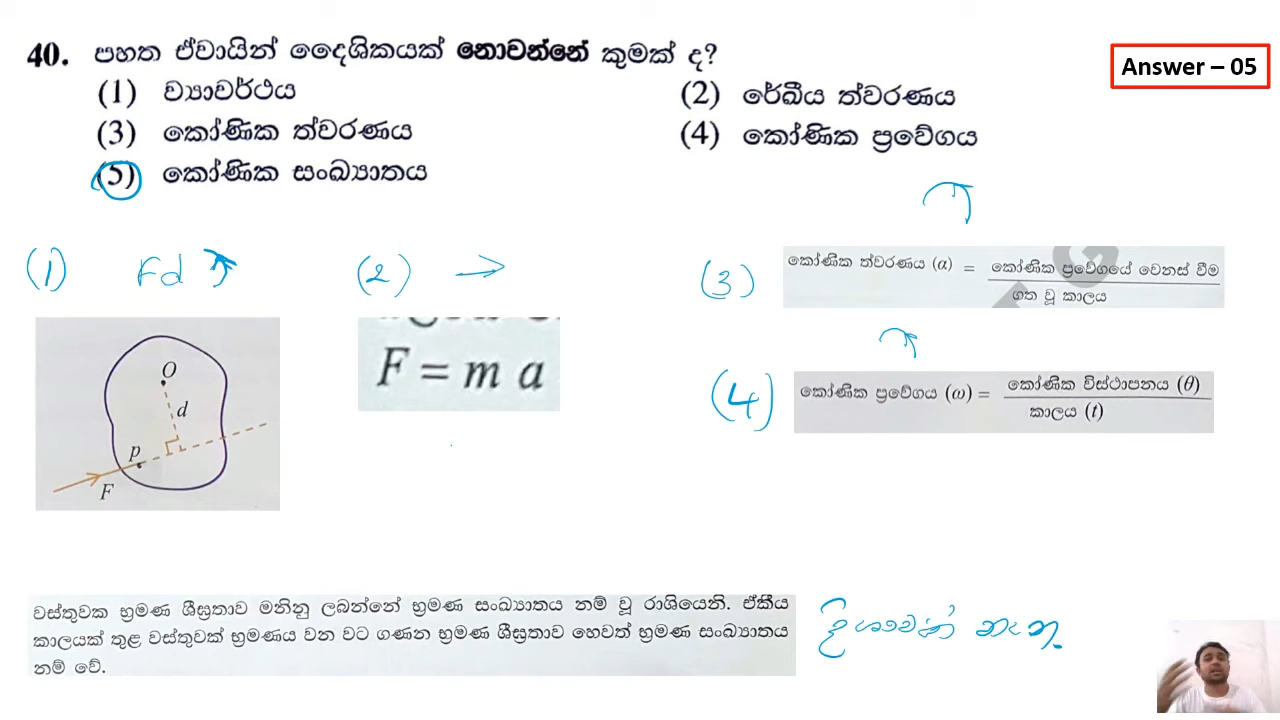 40. පහත ඒවායින් දෛශිකයක් නොවන්නේ කුමක් ද?
Answer – 05
(1) ව්‍යාවර්ථය
(2) රේඛීය ත්වරණය
(3) කෝණික ත්වරණය
(4) කෝණික ප්‍රවේගය
(5) කෝණික සංඛ්‍යාතය
(1) Fd
(2) →
(3) කෝණික ත්වරණය (α) = කෝණික ප්‍රවේගයේ වෙනස් වීම
ගත වූ කාලය
O
d
p
F
F = m a
(4) කෝණික ප්‍රවේගය (ω) = කෝණික විස්ථාපනය (θ)
කාලය (t)
වස්තුවක භ්‍රමණ ශීඝ්‍රතාව මනිනු ලබන්නේ භ්‍රමණ සංඛ්‍යාතය නම් වූ රාශියෙනි. ඒකීය
කාලයක් තුළ වස්තුවක් භ්‍රමණය වන වට ගණන භ්‍රමණ ශීඝ්‍රතාව හෙවත් භ්‍රමණ සංඛ්‍යාතය
නම් වේ.
දිශාවක් නැත